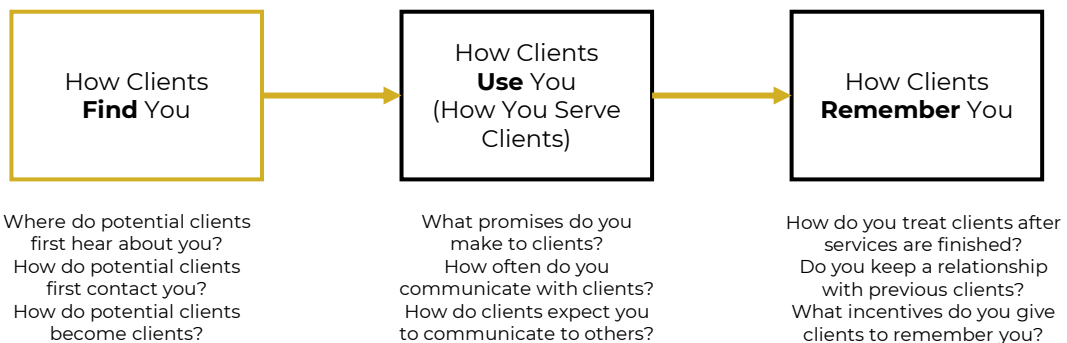 How Clients
Find You
How Clients
Use You
(How You Serve
Clients)
How Clients
Remember You
Where do potential clients
first hear about you?
How do potential clients
first contact you?
How do potential clients
become clients?
What promises do you
make to clients?
How often do you
communicate with clients?
How do clients expect you
to communicate to others?
How do you treat clients after
services are finished?
Do you keep a relationship
with previous clients?
What incentives do you give
clients to remember you?